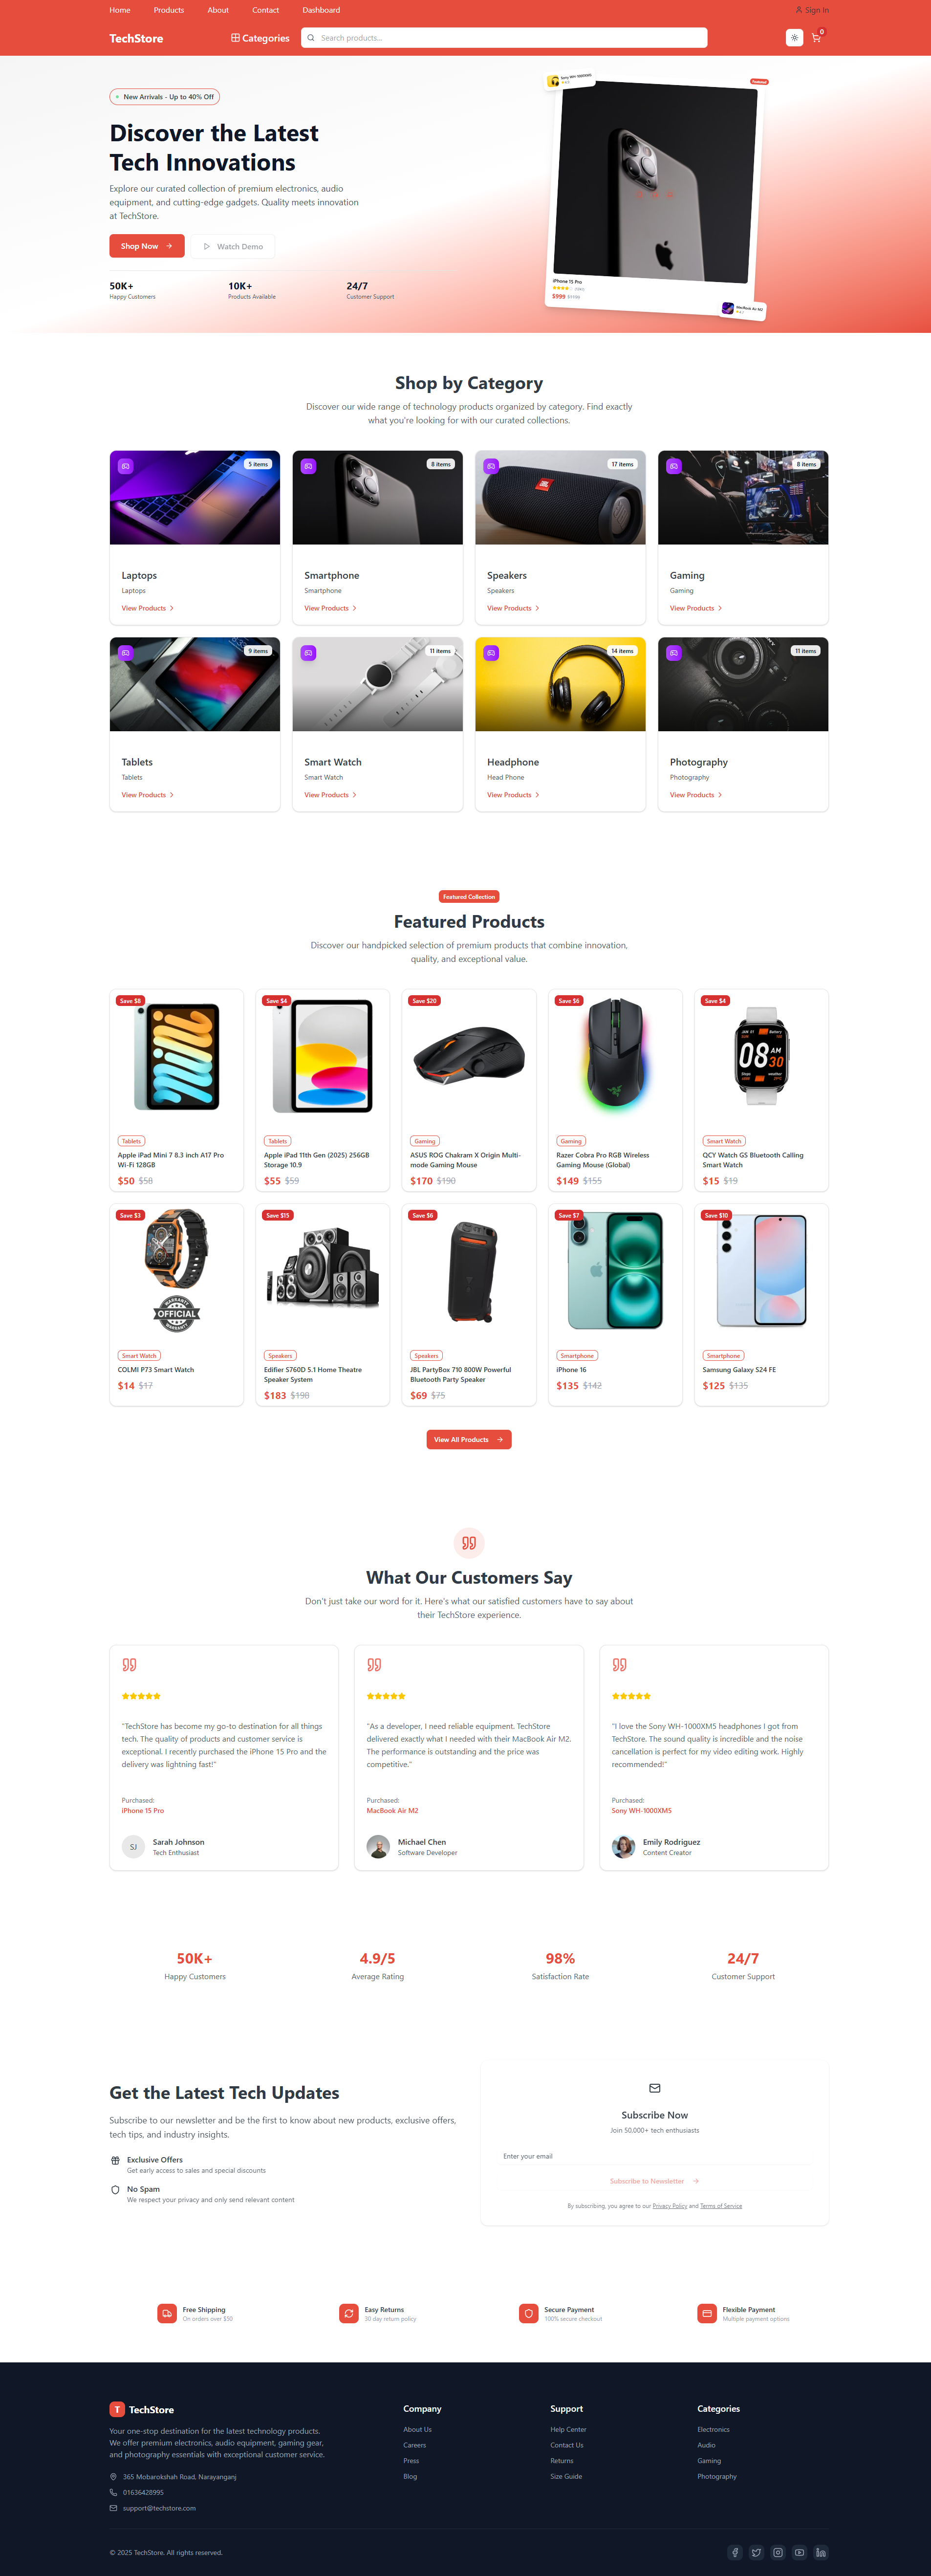 Home Products About Contact Dashboard Sign In
TechStore Categories Search products... 0
New Arrivals - Up to 40% Off
Discover the Latest
Tech Innovations
Explore our curated collection of premium electronics, audio
equipment, and cutting-edge gadgets. Quality meets innovation
at TechStore.
Shop Now Watch Demo
50K+ 10K+ 24/7
Happy Customers Products Available Customer Support
Sony WH-1000XM5
iPhone 15 Pro
$999 $1199
MacBook Air M2
Shop by Category
Discover our wide range of technology products organized by category. Find exactly
what you're looking for with our curated collections.
5 items 8 items 17 items 8 items
JBL
Laptops Smartphone Speakers Gaming
Laptops Smartphone Speakers Gaming
View Products View Products View Products View Products
9 items 11 items 14 items 11 items
Tablets Smart Watch Headphone Photography
Tablets Smart Watch Head Phone Photography
View Products View Products View Products View Products
Featured Collection
Featured Products
Discover our handpicked selection of premium products that combine innovation,
quality, and exceptional value.
Save $8 Save $4 Save $20 Save $6 Save $4
08 AM 30
Tablets Tablets Gaming Gaming Smart Watch
Apple iPad Mini 7 8.3 inch A17 Pro
Wi-Fi 128GB
Apple iPad 11th Gen (2025) 256GB
Storage 10.9
ASUS ROG Chakram X Origin Multi-
mode Gaming Mouse
Razer Cobra Pro RGB Wireless
Gaming Mouse (Global)
QCY Watch GS Bluetooth Calling
Smart Watch
$50 $58 $55 $59 $170 $190 $149 $155 $15 $19
Save $3 Save $15 Save $6 Save $7 Save $10
WARRANTY
OFFICIAL
WARRANTY
Smart Watch Speakers Speakers Smartphone Smartphone
COLMI P73 Smart Watch
Edifier S760D 5.1 Home Theatre
Speaker System
JBL PartyBox 710 800W Powerful
Bluetooth Party Speaker
iPhone 16
Samsung Galaxy S24 FE
$14 $17 $183 $198 $69 $75 $135 $142 $125 $135
View All Products
What Our Customers Say
Don't just take our word for it. Here's what our satisfied customers have to say about
their TechStore experience.
"TechStore has become my go-to destination for all things
tech. The quality of products and customer service is
exceptional. I recently purchased the iPhone 15 Pro and the
delivery was lightning fast!"
Purchased:
iPhone 15 Pro
SJ
Sarah Johnson
Tech Enthusiast
"As a developer, I need reliable equipment. TechStore
delivered exactly what I needed with their MacBook Air M2.
The performance is outstanding and the price was
competitive."
Purchased:
MacBook Air M2
Michael Chen
Software Developer
"I love the Sony WH-1000XM5 headphones I got from
TechStore. The sound quality is incredible and the noise
cancellation is perfect for my video editing work. Highly
recommended!"
Purchased:
Sony WH-1000XM5
Emily Rodriguez
Content Creator
50K+ 4.9/5 98% 24/7
Happy Customers Average Rating Satisfaction Rate Customer Support
Get the Latest Tech Updates
Subscribe to our newsletter and be the first to know about new products, exclusive offers,
tech tips, and industry insights.
Exclusive Offers
Get early access to sales and special discounts
No Spam
We respect your privacy and only send relevant content
Subscribe Now
Join 50,000+ tech enthusiasts
Enter your email
Subscribe to Newsletter
By subscribing, you agree to our Privacy Policy and Terms of Service
Free Shipping Easy Returns Secure Payment Flexible Payment
On orders over $50 30 day return policy 100% secure checkout Multiple payment options
T TechStore
Your one-stop destination for the latest technology products.
We offer premium electronics, audio equipment, gaming gear,
and photography essentials with exceptional customer service.
365 Mobarokshah Road, Narayanganj
01636428995
support@techstore.com
Company
About Us
Careers
Press
Blog
Support
Help Center
Contact Us
Returns
Size Guide
Categories
Electronics
Audio
Gaming
Photography
© 2025 TechStore. All rights reserved.